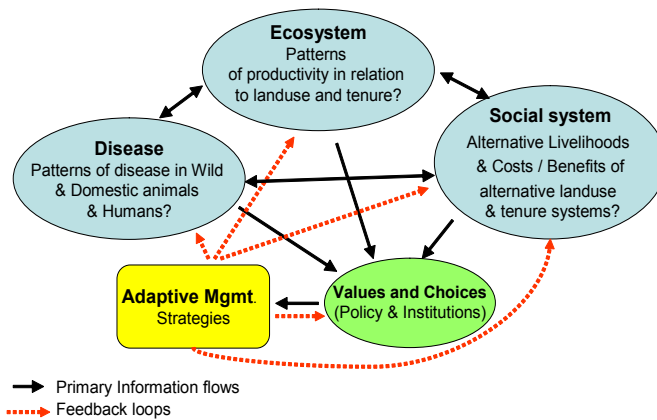 Ecosystem
Patterns
of productivity in relation
to landuse and tenure?
Disease
Patterns of disease in Wild
& Domestic animals
& Humans?
Social system
Alternative Livelihoods
& Costs / Benefits of
alternative landuse
& tenure systems?
Adaptive Mgmt.
Strategies
Values and Choices
(Policy & Institutions)
Primary Information flows
Feedback loops